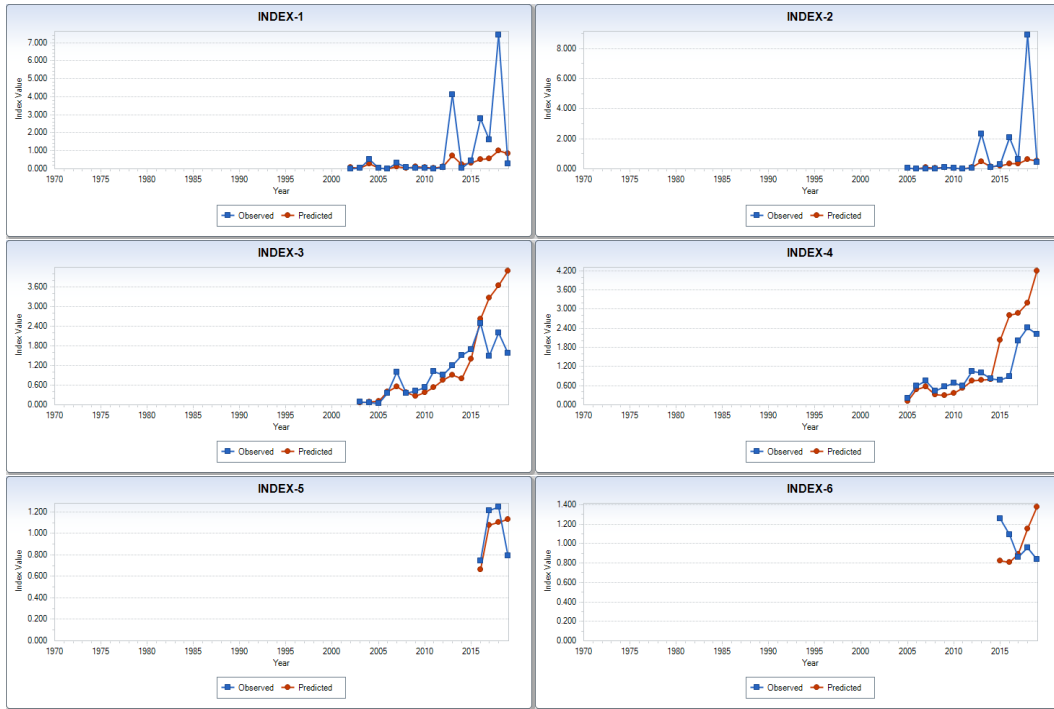 INDEX-1
Index Value
7.000
6.000
5.000
4.000
3.000
2.000
1.000
0.000
1970 1975 1980 1985 1990 1995 2000 2005 2010 2015
Year
Observed Predicted
INDEX-2
Index Value
8.000
6.000
4.000
2.000
0.000
1970 1975 1980 1985 1990 1995 2000 2005 2010 2015
Year
Observed Predicted
INDEX-3
Index Value
3.600
3.000
2.400
1.800
1.200
0.600
0.000
1970 1975 1980 1985 1990 1995 2000 2005 2010 2015
Year
Observed Predicted
INDEX-4
Index Value
4.200
3.600
3.000
2.400
1.800
1.200
0.600
0.000
1970 1975 1980 1985 1990 1995 2000 2005 2010 2015
Year
Observed Predicted
INDEX-5
Index Value
1.200
1.000
0.800
0.600
0.400
0.200
0.000
1970 1975 1980 1985 1990 1995 2000 2005 2010 2015
Year
Observed Predicted
INDEX-6
Index Value
1.400
1.200
1.000
0.800
0.600
0.400
0.200
0.000
1970 1975 1980 1985 1990 1995 2000 2005 2010 2015
Year
Observed Predicted